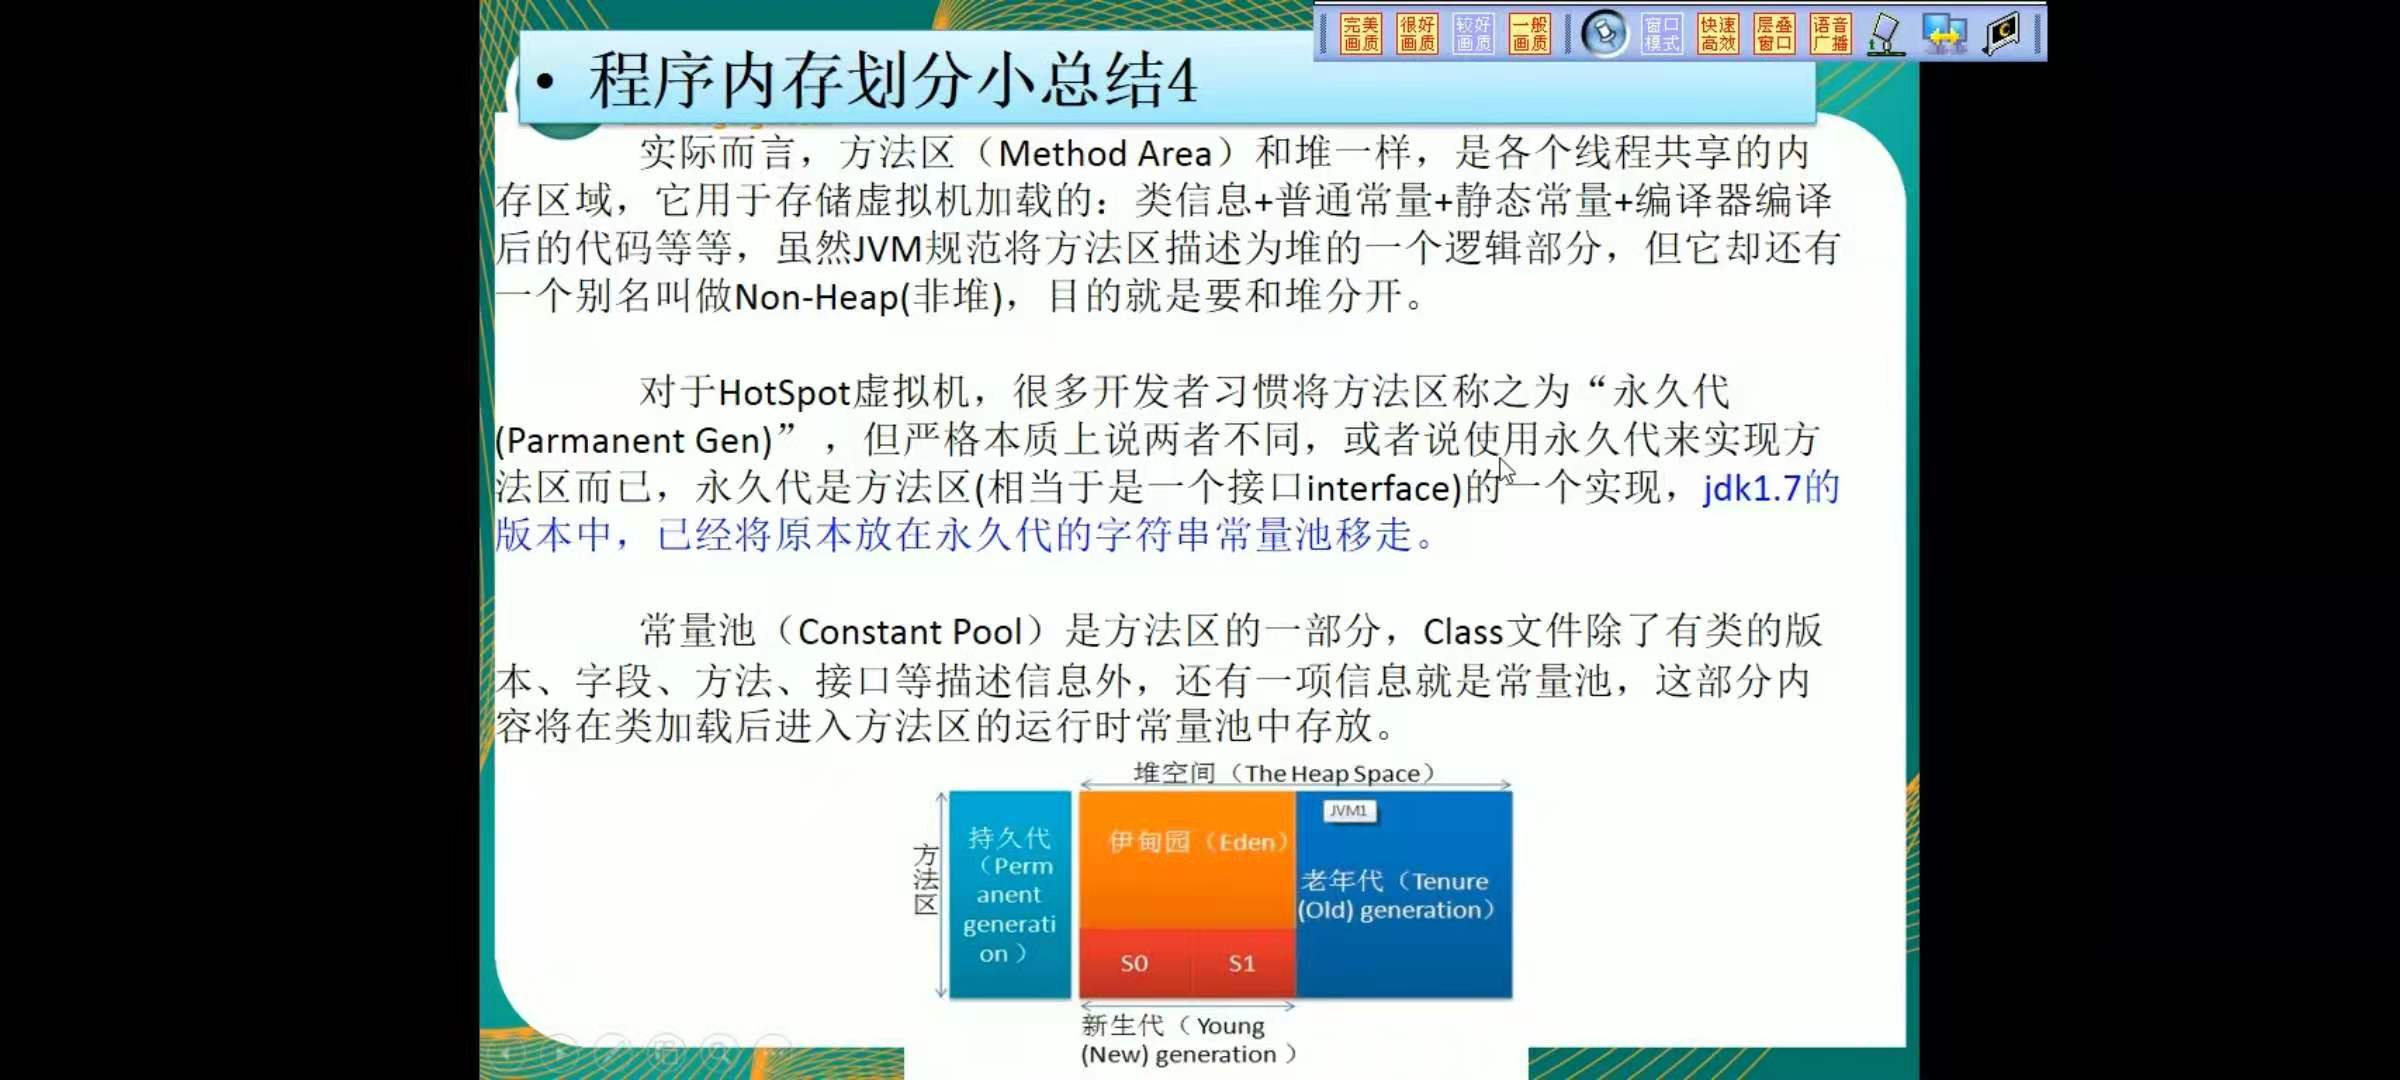 完美 很好 较好 一般 窗口 快速 层叠 语音
画质 画质 画质 画质 模式 高效 窗口 广播
• 程序内存划分小总结4
实际而言，方法区（Method Area）和堆一样，是各个线程共享的内
存区域，它用于存储虚拟机加载的：类信息+普通常量+静态常量+编译器编译
后的代码等等，虽然JVM规范将方法区描述为堆的一个逻辑部分，但它却还有
一个别名叫做Non-Heap(非堆)，目的就是要和堆分开。
对于HotSpot虚拟机，很多开发者习惯将方法区称之为“永久代
(Parmanent Gen)” ，但严格本质上说两者不同，或者说使用永久代来实现方
法区而已，永久代是方法区(相当于是一个接口interface)的一个实现，jdk1.7的
版本中，已经将原本放在永久代的字符串常量池移走。
常量池（Constant Pool）是方法区的一部分，Class文件除了有类的版
本、字段、方法、接口等描述信息外，还有一项信息就是常量池，这部分内
容将在类加载后进入方法区的运行时常量池中存放。
堆空间（The Heap Space）
JVM1
方法区
持久代
（Perm
anent
generati
on）
伊甸园（Eden）
老年代（Tenure
(Old) generation）
S0 S1
新生代（Young
(New) generation ）